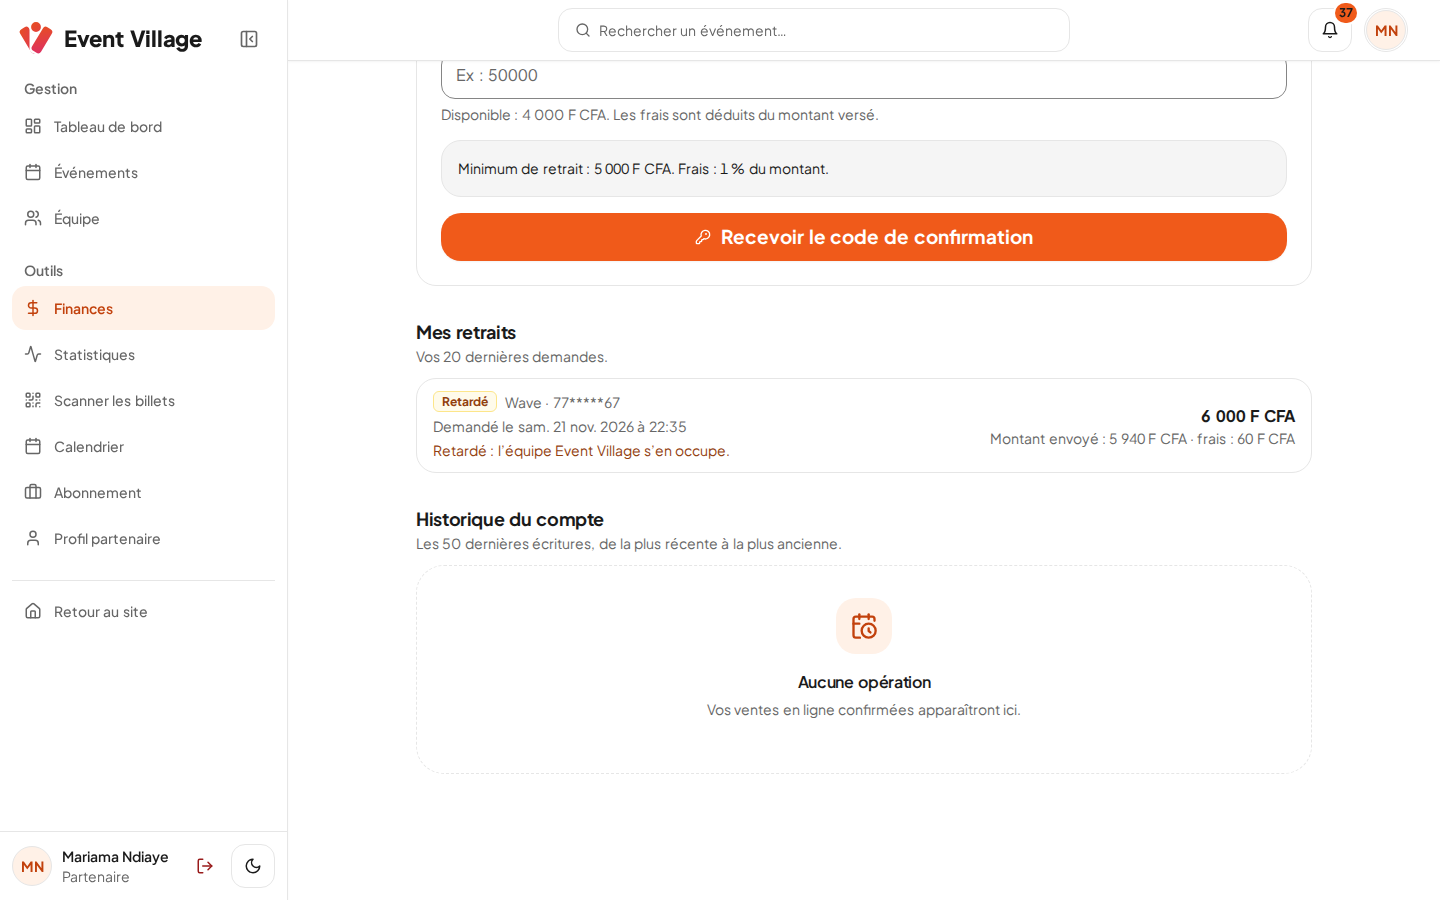 Event Village
Rechercher un événement...
37
MN
Gestion
Tableau de bord
Événements
Équipe
Outils
Finances
Statistiques
Scanner les billets
Calendrier
Abonnement
Profil partenaire
Retour au site
MN
Mariama Ndiaye
Partenaire
Ex : 50000
Disponible : 4 000 F CFA. Les frais sont déduits du montant versé.
Minimum de retrait : 5 000 F CFA. Frais : 1 % du montant.
Recevoir le code de confirmation
Mes retraits
Vos 20 dernières demandes.
Retardé Wave · 77*****67
Demandé le sam. 21 nov. 2026 à 22:35
Retardé : l'équipe Event Village s'en occupe.
6 000 F CFA
Montant envoyé : 5 940 F CFA · frais : 60 F CFA
Historique du compte
Les 50 dernières écritures, de la plus récente à la plus ancienne.
Aucune opération
Vos ventes en ligne confirmées apparaîtront ici.